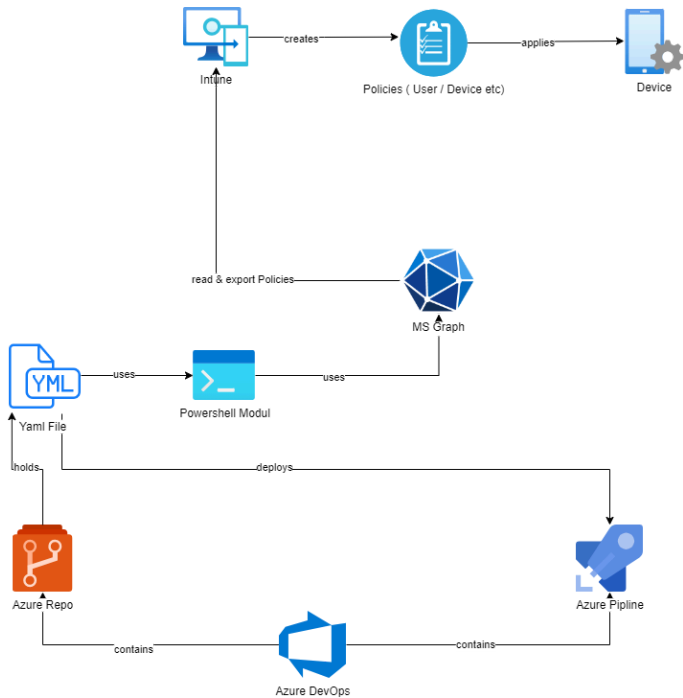 creates
applies
Intune
Policies ( User / Device etc)
Device
read & export Policies
MS Graph
YML
uses
uses
Yaml File
Powershell Modul
holds
deploys
Azure Repo
Azure Pipline
contains
contains
Azure DevOps